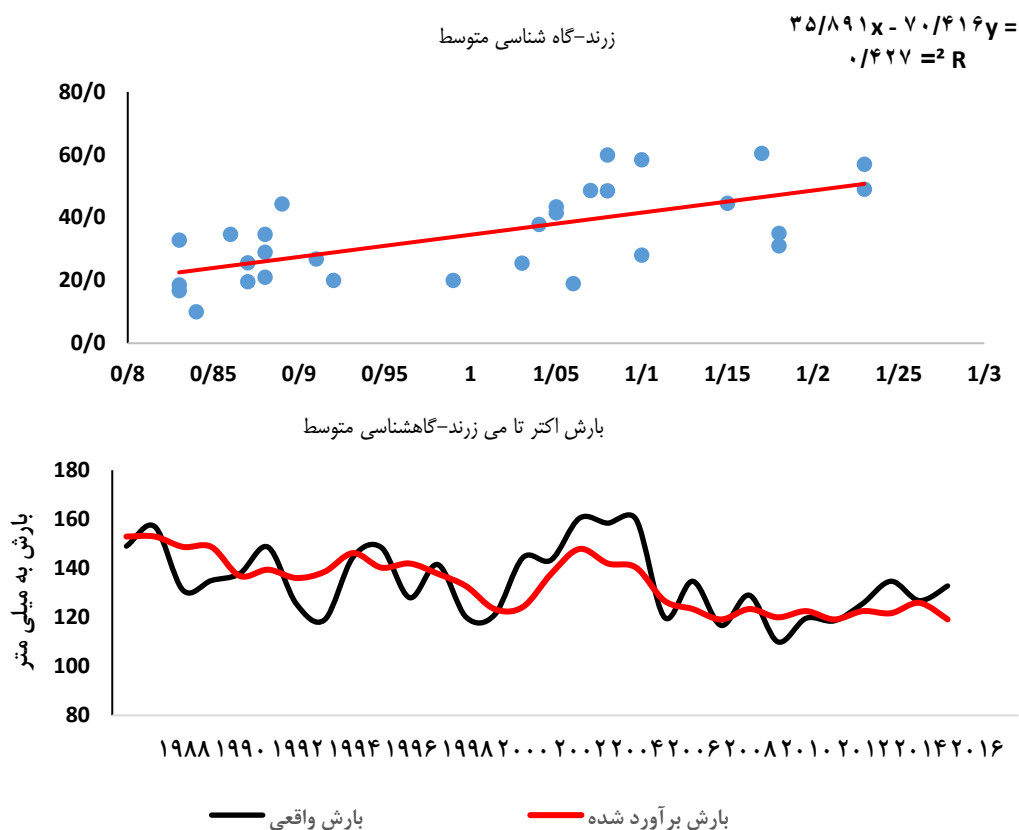 زرند-گاه شناسی متوسط
۳۵/۸۹۱x - ۷۰/۴۱۶y =
۰/۴۲۷ =² R
80/0
60/0
40/0
20/0
0/0
0/8 0/85 0/9 0/95 1 1/05 1/1 1/15 1/2 1/25 1/3
بارش اکتر تا می زرند-گاهشناسی متوسط
بارش به میلی متر
180
160
140
120
100
80
۱۹۸۸ ۱۹۹۰ ۱۹۹۲ ۱۹۹۴ ۱۹۹۶ ۱۹۹۸ ۲۰۰۰ ۲۰۰۲ ۲۰۰۴ ۲۰۰۶ ۲۰۰۸ ۲۰۱۰ ۲۰۱۲ ۲۰۱۴ ۲۰۱۶
بارش واقعی
بارش برآورد شده